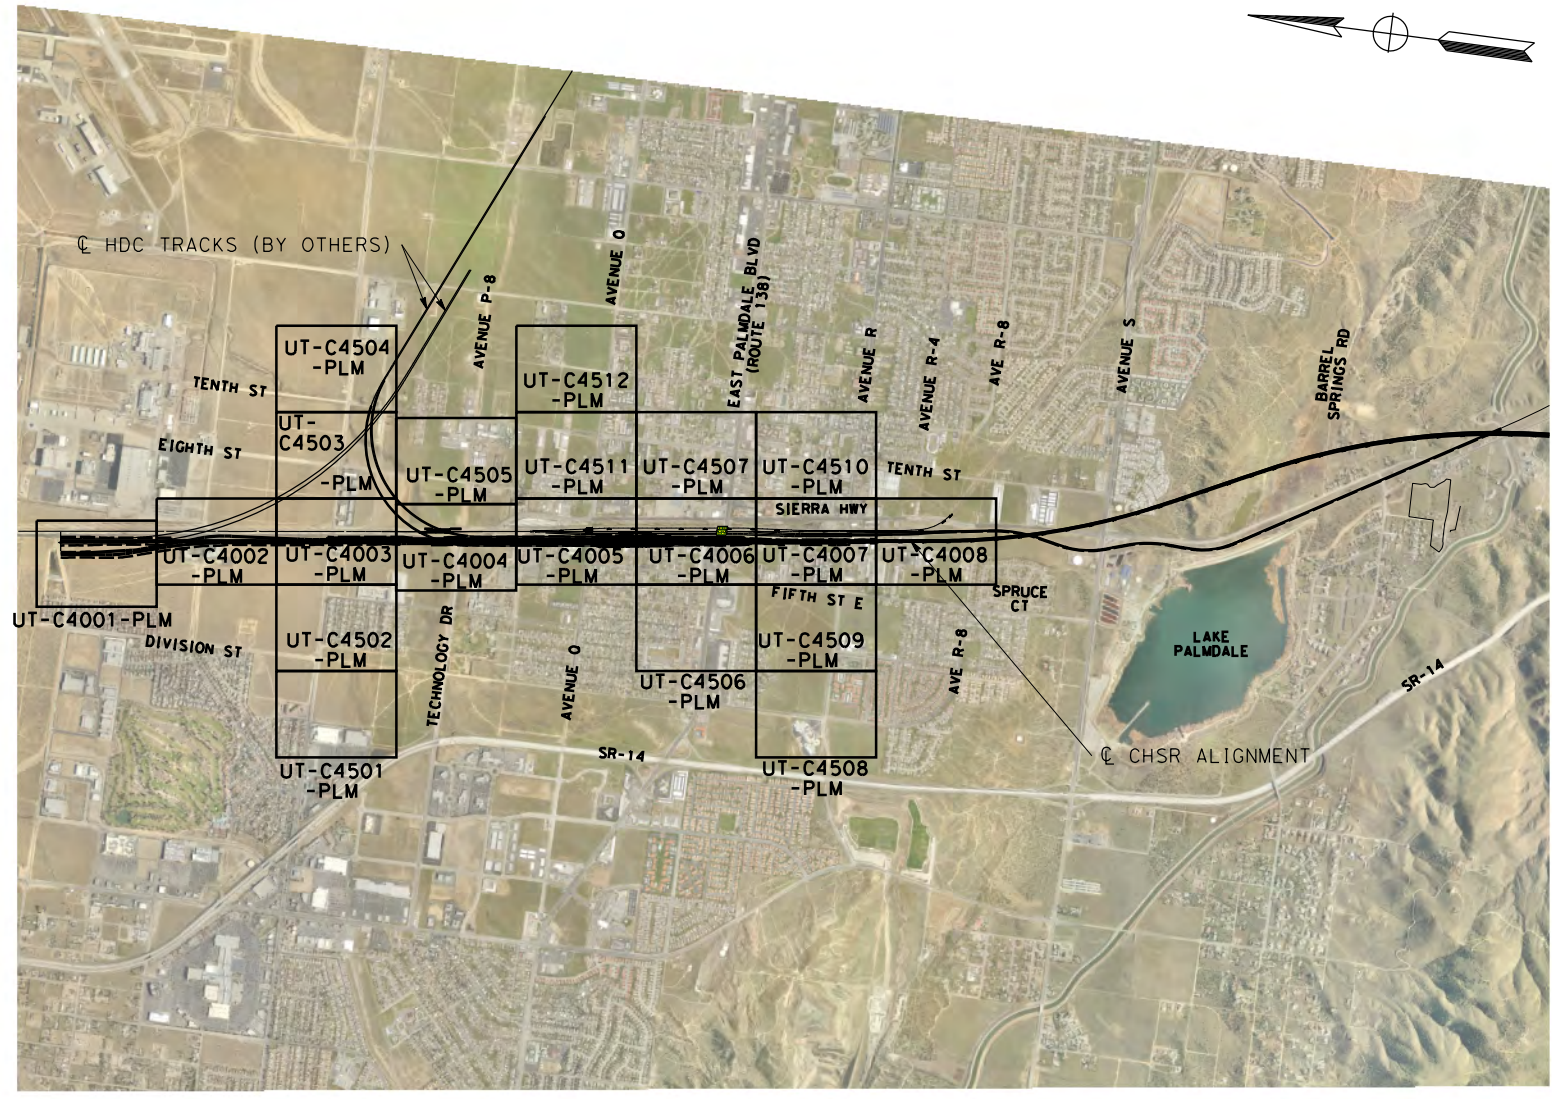 ℄ HDC TRACKS (BY OTHERS)
AVENUE P-8
AVENUE Q
EAST PALMDALE BLVD
(ROUTE 138)
AVENUE R
AVENUE R-4
AVE R-8
AVENUE S
BARREL
SPRINGS RD
TENTH ST
EIGHTH ST
UT-C4504
-PLM
UT-
C4503
-PLM
UT-C4505
-PLM
UT-C4512
-PLM
UT-C4511
-PLM
UT-C4507
-PLM
UT-C4510
-PLM
TENTH ST
SIERRA HWY
UT-C4001-PLM
UT-C4002
-PLM
UT-C4003
-PLM
UT-C4004
-PLM
UT-C4005
-PLM
UT-C4006
-PLM
UT-C4007
-PLM
UT-C4008
-PLM
FIFTH ST E
SPRUCE
CT
DIVISION ST
UT-C4502
-PLM
TECHNOLOGY DR
AVENUE Q
UT-C4509
-PLM
UT-C4506
-PLM
AVE R-8
LAKE
PALMDALE
SR-14
UT-C4501
-PLM
SR-14
UT-C4508
-PLM
℄ CHSR ALIGNMENT